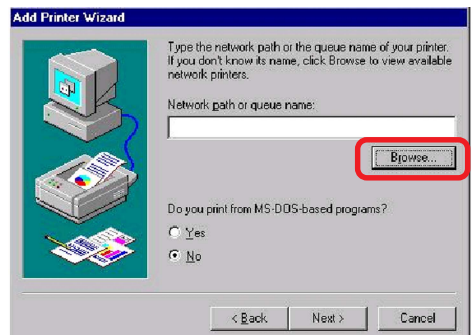 Add Printer Wizard
Type the network path or the queue name of your printer.
If you don't know its name, click Browse to view available
network printers.
Network path or queue name:
Browse...
Do you print from MS-DOS-based programs?
Yes
No
< Back
Next >
Cancel